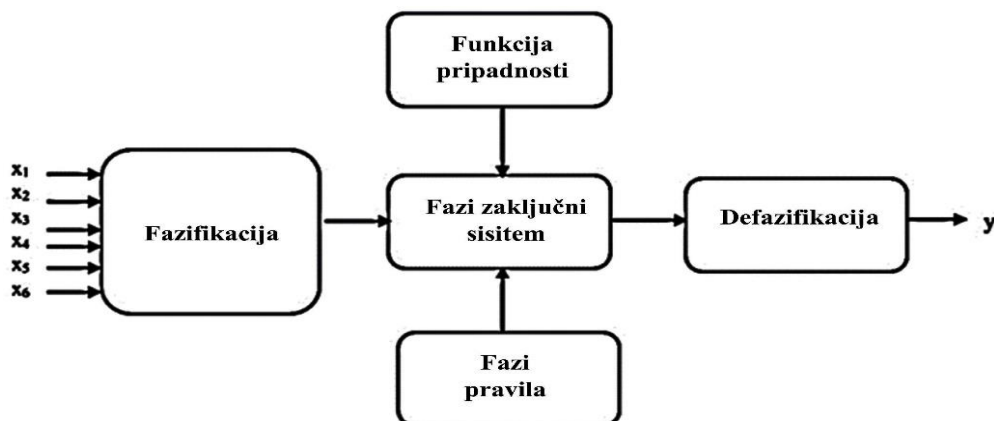 Funkcija
pripadnosti
x1
x2
x3
x4
x5
x6
Fazifikacija
Fazi zaključni
sisitem
Defazifikacija
y
Fazi
pravila